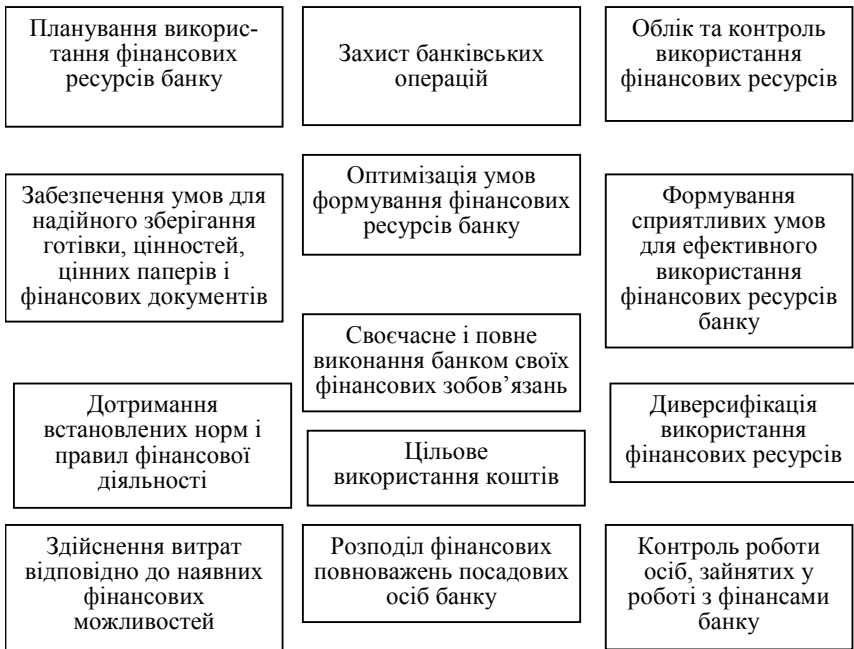 Планування викорис-
тання фінансових
ресурсів банку
Захист банківських
операцій
Облік та контроль
використання
фінансових ресурсів
Забезпечення умов для
надійного зберігання
готівки, цінностей,
цінних паперів і
фінансових документів
Оптимізація умов
формування фінансових
ресурсів банку
Формування
сприятливих умов
для ефективного
використання
фінансових ресурсів
банку
Своєчасне і повне
виконання банком своїх
фінансових зобов’язань
Дотримання
встановлених норм і
правил фінансової
діяльності
Цільове
використання коштів
Диверсифікація
використання
фінансових ресурсів
Здійснення витрат
відповідно до наявних
фінансових
можливостей
Розподіл фінансових
повноважень посадових
осіб банку
Контроль роботи
осіб, зайнятих у
роботі з фінансами
банку